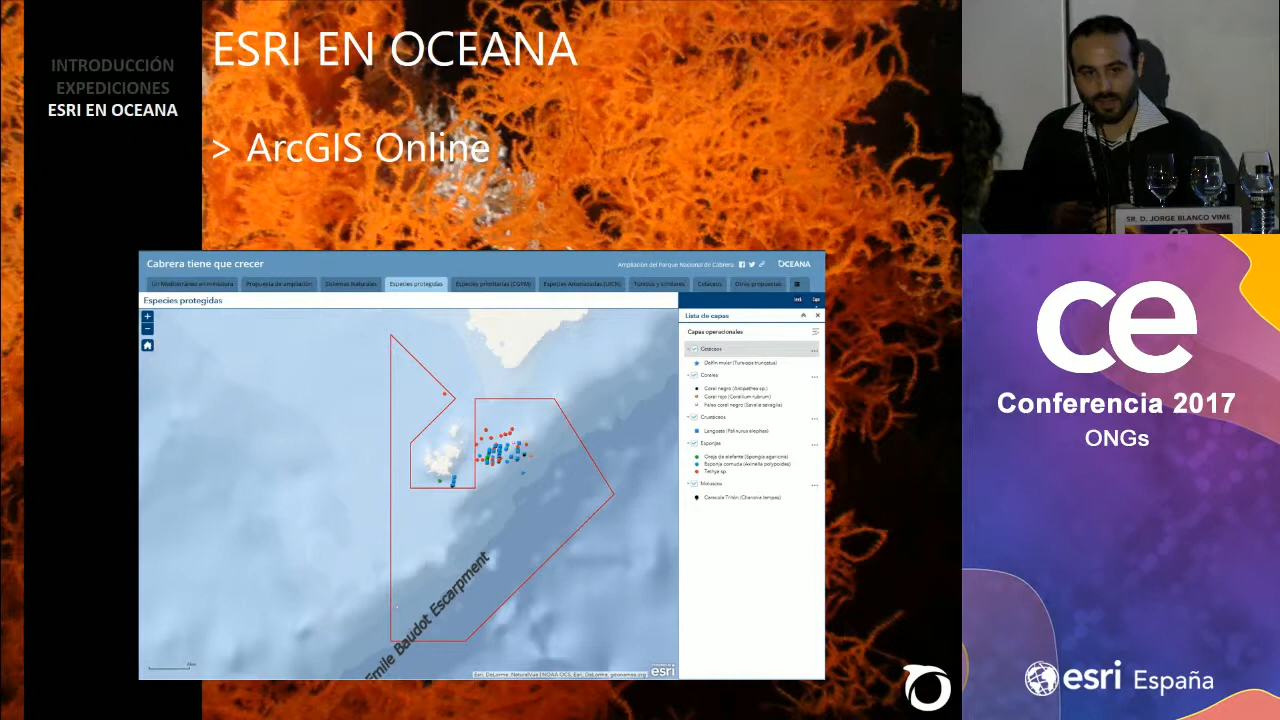 INTRODUCCIÓN
EXPEDICIONES
ESRI EN OCEANA
ESRI EN OCEANA
> ArcGIS Online
Cabrera tiene que crecer
Ampliación del Parque Nacional de Cabrera
OCEANA
Un Mediterráneo en miniatura
Propuesta de ampliación
Sistemas Naturales
Especies protegidas
Especies prioritarias (CGPM)
Especies Amenazadas (UICN)
Túnidos y similares
Cetáceos
Otras propuestas
Especies protegidas
Lista de capas
Capas operacionales
Cetáceos
Delfín mular (Tursiops truncatus)
Corales
Coral negro (Antipathes sp.)
Coral rojo (Corallium rubrum)
Falso coral negro (Savalia savaglia)
Crustáceos
Langosta (Palinurus elephas)
Esponjas
Oreja de elefante (Spongia agaricina)
Esponja cornuda (Axinella polypoides)
Tethya sp.
Moluscos
Caracola Tritón (Charonia lampas)
Emile Baudot Escarpment
esri
SR. D. JORGE BLANCO VIME
ce
ce
Conferencia 2017
ONGs
esri España